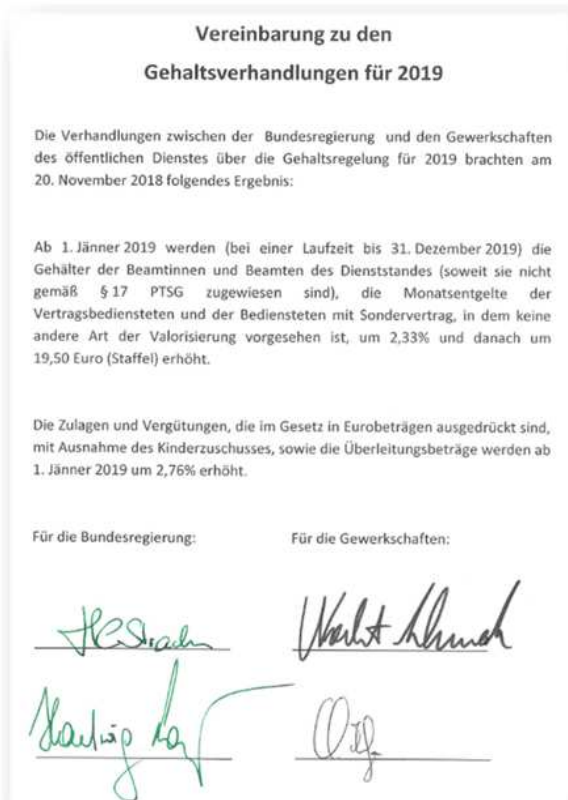 Vereinbarung zu den
Gehaltsverhandlungen für 2019
Die Verhandlungen zwischen der Bundesregierung und den Gewerkschaften
des öffentlichen Dienstes über die Gehaltsregelung für 2019 brachten am
20. November 2018 folgendes Ergebnis:
Ab 1. Jänner 2019 werden (bei einer Laufzeit bis 31. Dezember 2019) die
Gehälter der Beamtinnen und Beamten des Dienststandes (soweit sie nicht
gemäß § 17 PTSG zugewiesen sind), die Monatsentgelte der
Vertragsbediensteten und der Bediensteten mit Sondervertrag, in dem keine
andere Art der Valorisierung vorgesehen ist, um 2,33% und danach um
19,50 Euro (Staffel) erhöht.
Die Zulagen und Vergütungen, die im Gesetz in Eurobeträgen ausgedrückt sind,
mit Ausnahme des Kinderzuschusses, sowie die Überleitungsbeträge werden ab
1. Jänner 2019 um 2,76% erhöht.
Für die Bundesregierung: Für die Gewerkschaften: